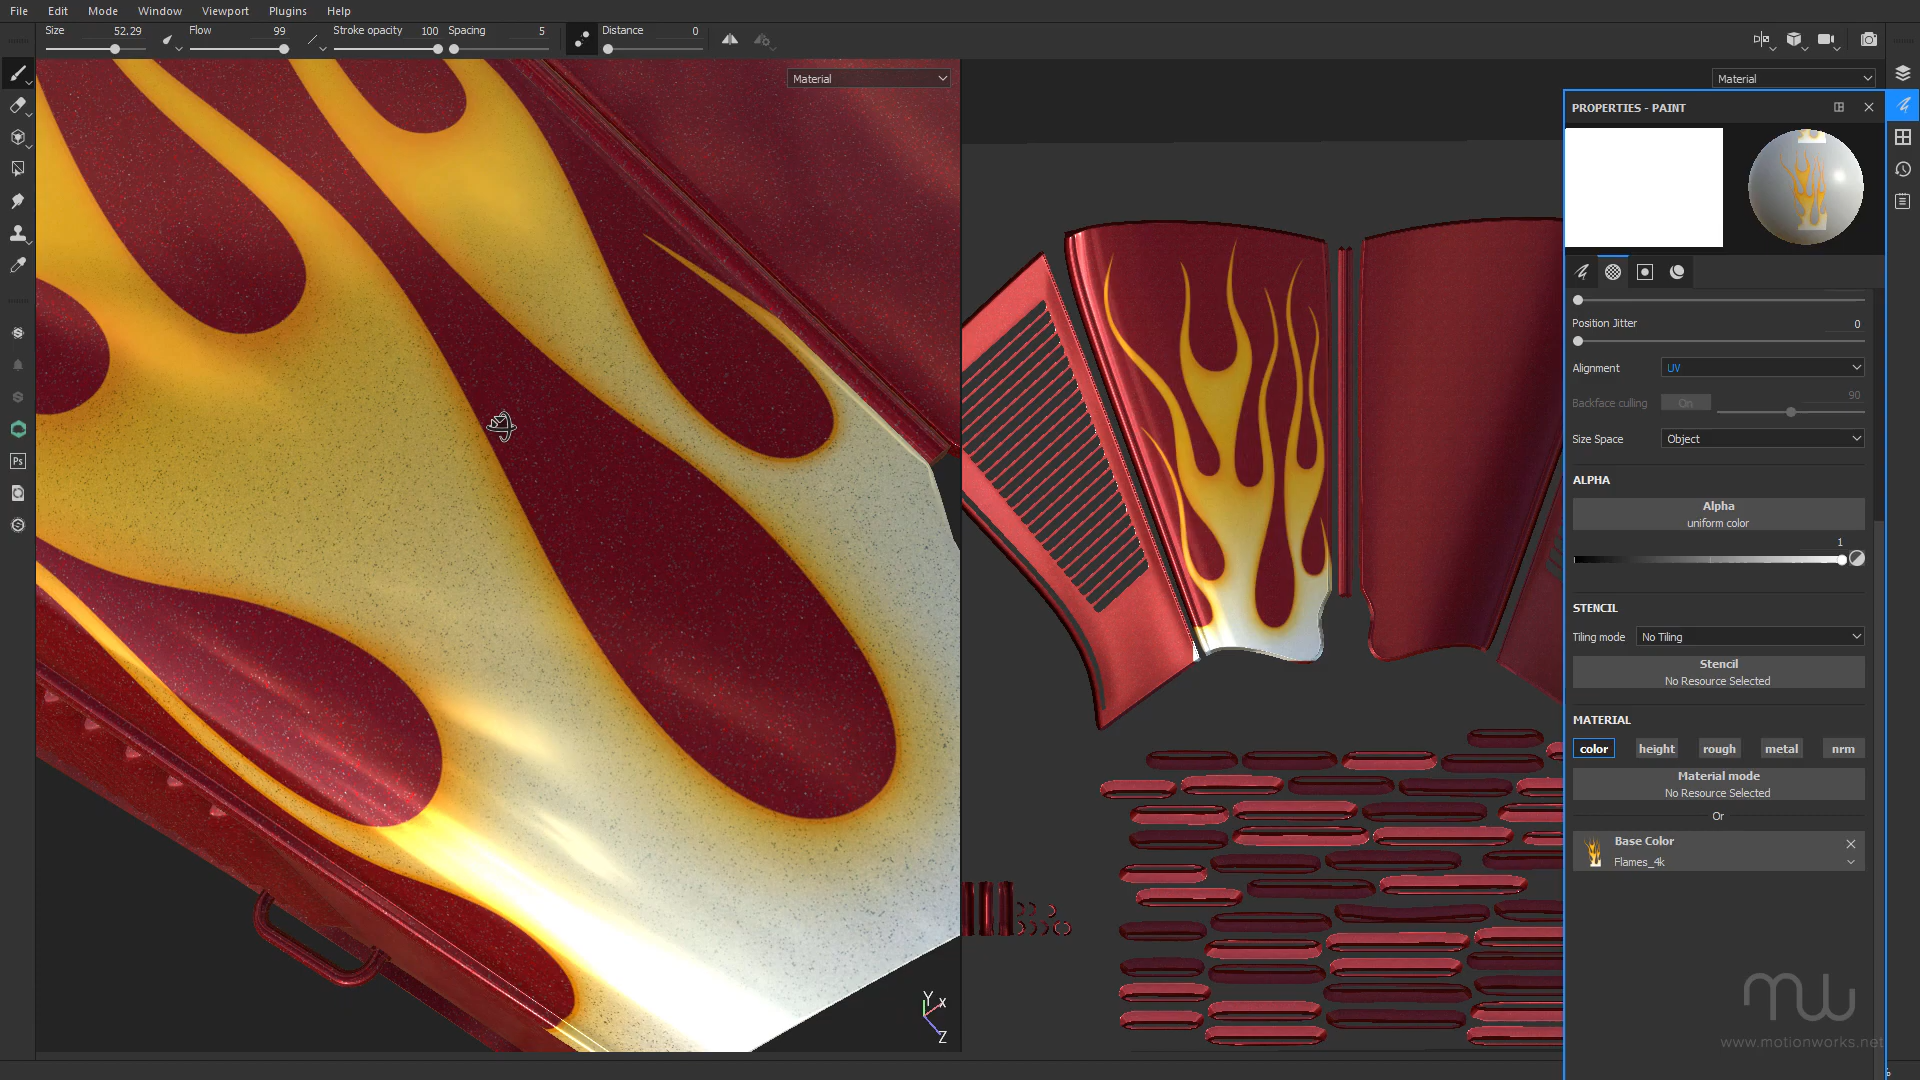 File Edit Mode Window Viewport Plugins Help
Size 52.29 Flow 99 Stroke opacity 100 Spacing 5 Distance 0
Material
Material
PROPERTIES - PAINT
Position Jitter 0
Alignment UV
Backface culling On 90
Size Space Object
ALPHA
Alpha
uniform color
1
STENCIL
Tiling mode No Tiling
Stencil
No Resource Selected
MATERIAL
color height rough metal nrm
Material mode
No Resource Selected
Or
Base Color
Flames_4k
Ps
Y X
Z
mw
www.motionworks.net